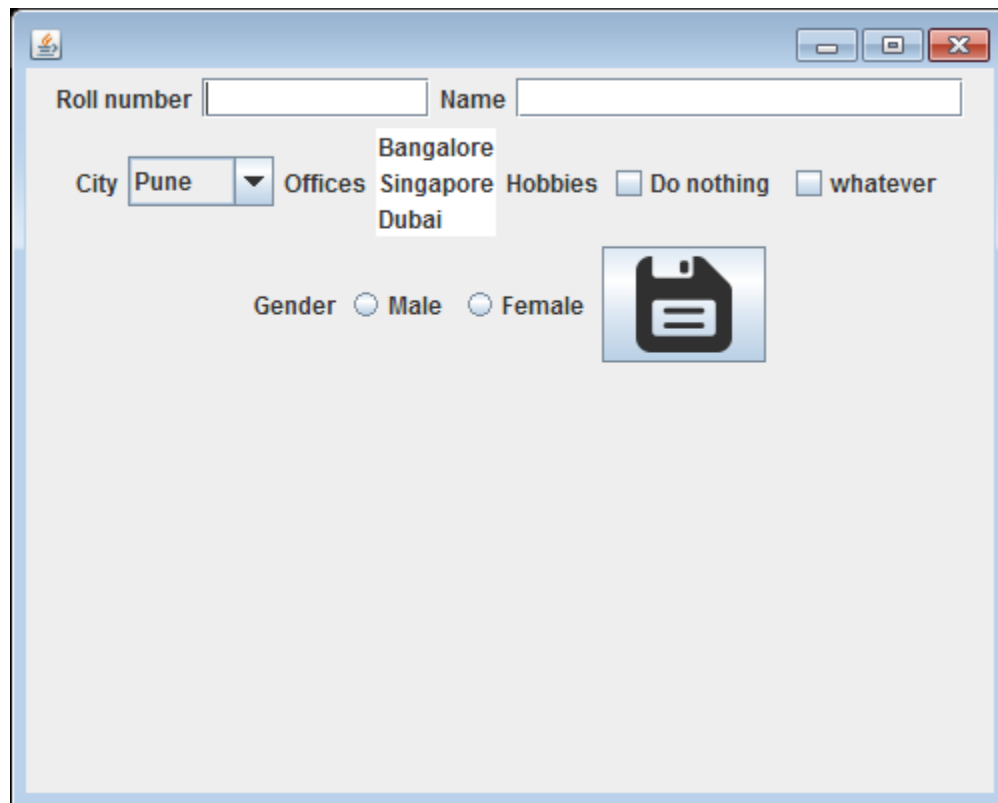 Roll number Name
City Pune Offices Bangalore Singapore Dubai Hobbies Do nothing whatever
Gender Male Female